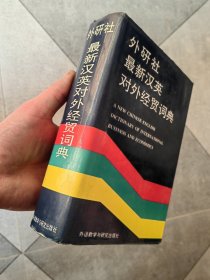 外研社
最新汉英
对外经贸词典
A NEW CHINESE-ENGLISH
DICTIONARY OF INTERNATIONAL
BUSINESS AND ECONOMICS
外语教学与研究出版社
外研社
最新汉英对外经贸词典